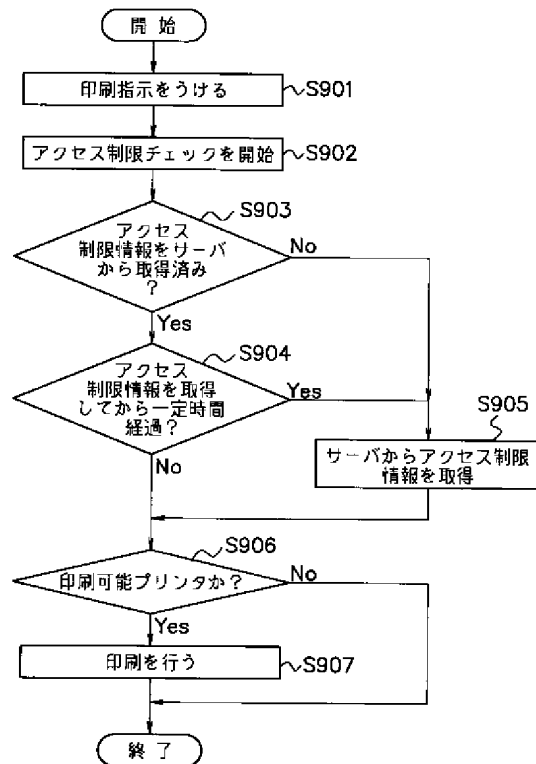 開始
印刷指示をうける
S901
アクセス制限チェックを開始
S902
S903
アクセス
制限情報をサーバ
から取得済み
?
No
Yes
S904
アクセス
制限情報を取得
してから一定時間
経過?
Yes
No
S905
サーバからアクセス制限
情報を取得
S906
印刷可能プリンタか?
No
Yes
印刷を行う
S907
終了